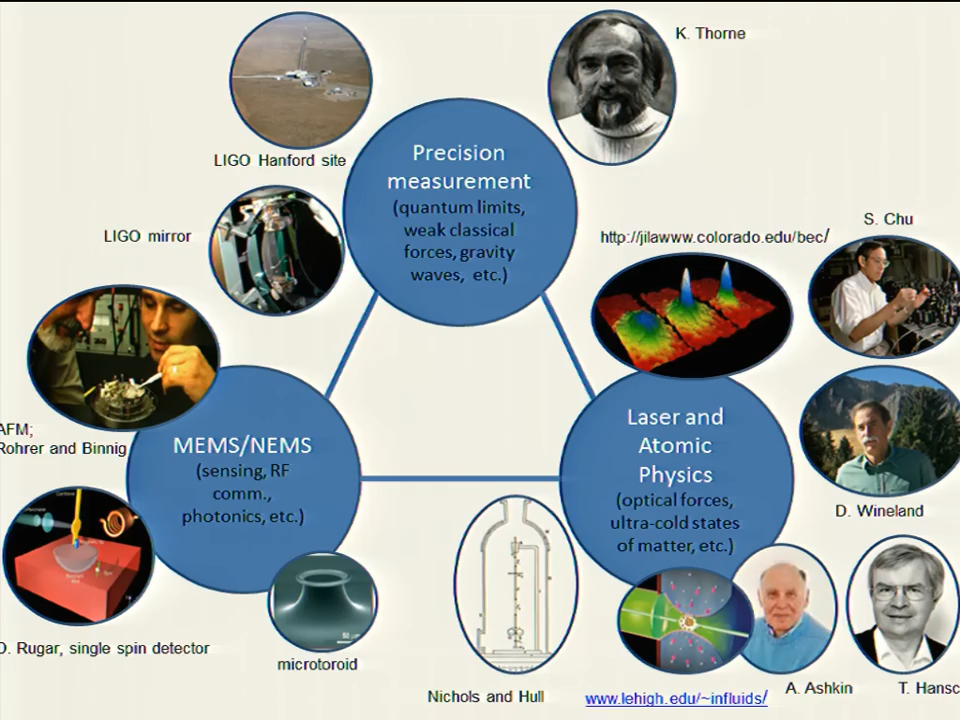 K. Thorne
LIGO Hanford site
Precision
measurement
(quantum limits,
weak classical
forces, gravity
waves, etc.)
LIGO mirror
S. Chu
http://jilawww.colorado.edu/bec/
AFM;
Rohrer and Binnig
MEMS/NEMS
(sensing, RF
comm.,
photonics, etc.)
Laser and
Atomic
Physics
(optical forces,
ultra-cold states
of matter, etc.)
D. Wineland
D. Rugar, single spin detector
50 μm
microtoroid
Nichols and Hull
www.lehigh.edu/~influids/
A. Ashkin
T. Hansc